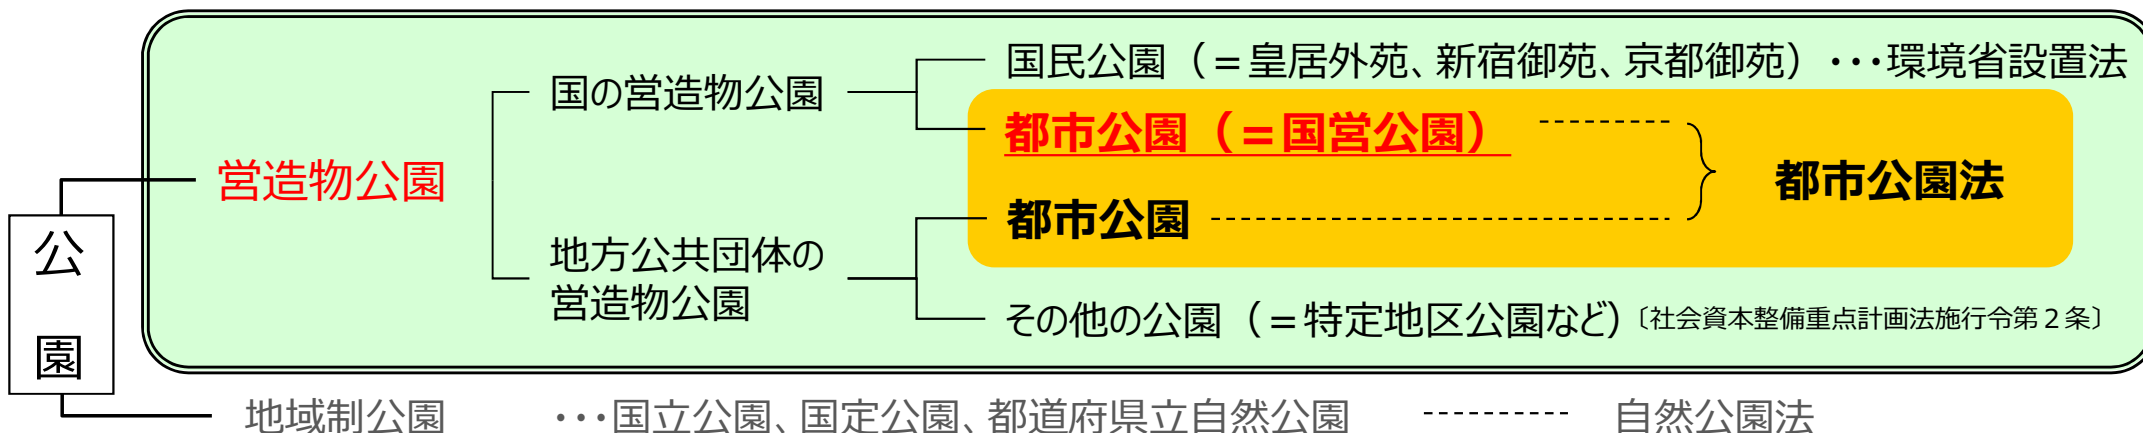 公園
営造物公園
国の営造物公園
国民公園（＝皇居外苑、新宿御苑、京都御苑）・・・環境省設置法
都市公園（＝国営公園）
都市公園
都市公園法
地方公共団体の
営造物公園
その他の公園（＝特定地区公園など）〔社会資本整備重点計画法施行令第２条〕
地域制公園 ・・・国立公園、国定公園、都道府県立自然公園 自然公園法